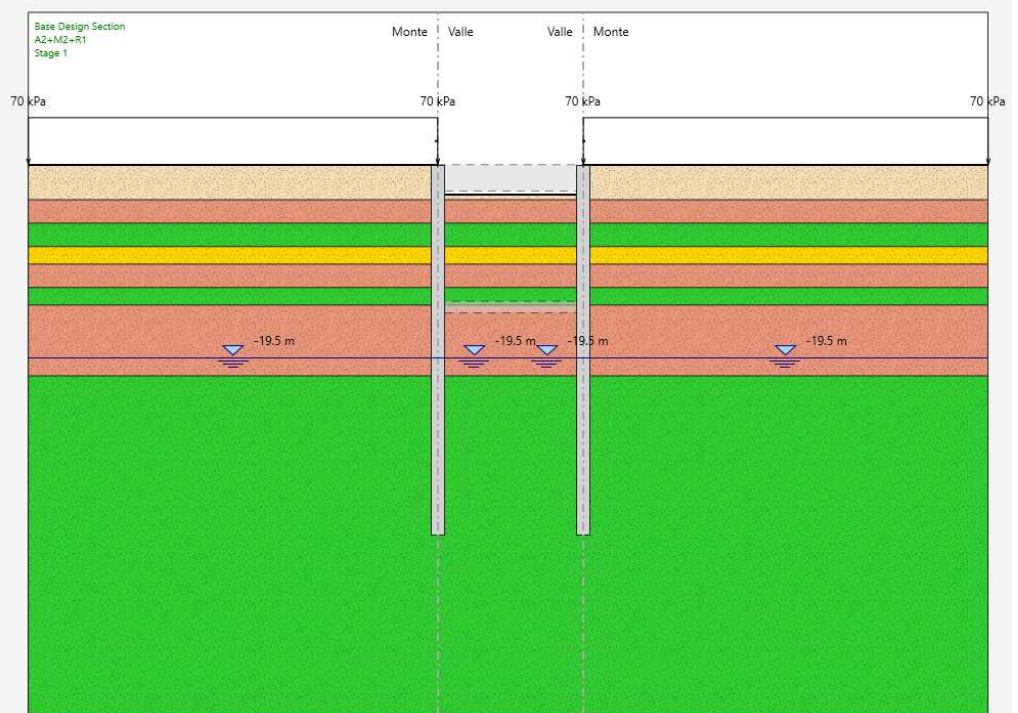 Base Design Section
A2+M2+R1
Stage 1
Monte Valle Valle Monte
70 kPa 70 kPa 70 kPa 70 kPa
-19.5 m -19.5 m -19.5 m -19.5 m